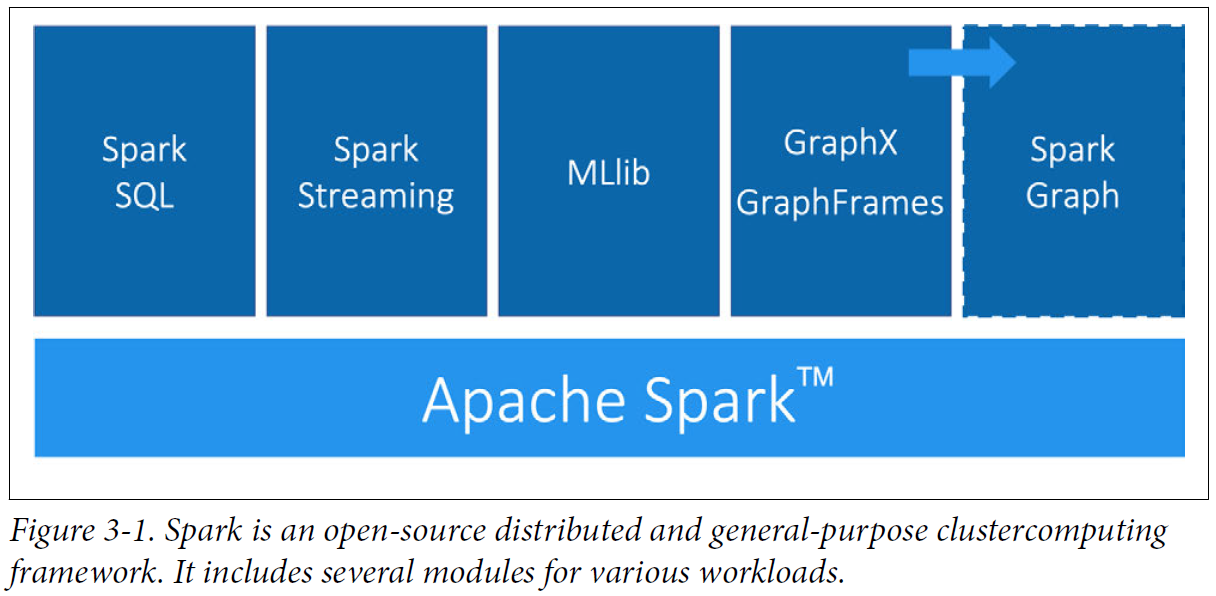 Spark
SQL
Spark
Streaming
MLlib
GraphX
GraphFrames
Spark
Graph
Apache Spark™
Figure 3-1. Spark is an open-source distributed and general-purpose clustercomputing
framework. It includes several modules for various workloads.